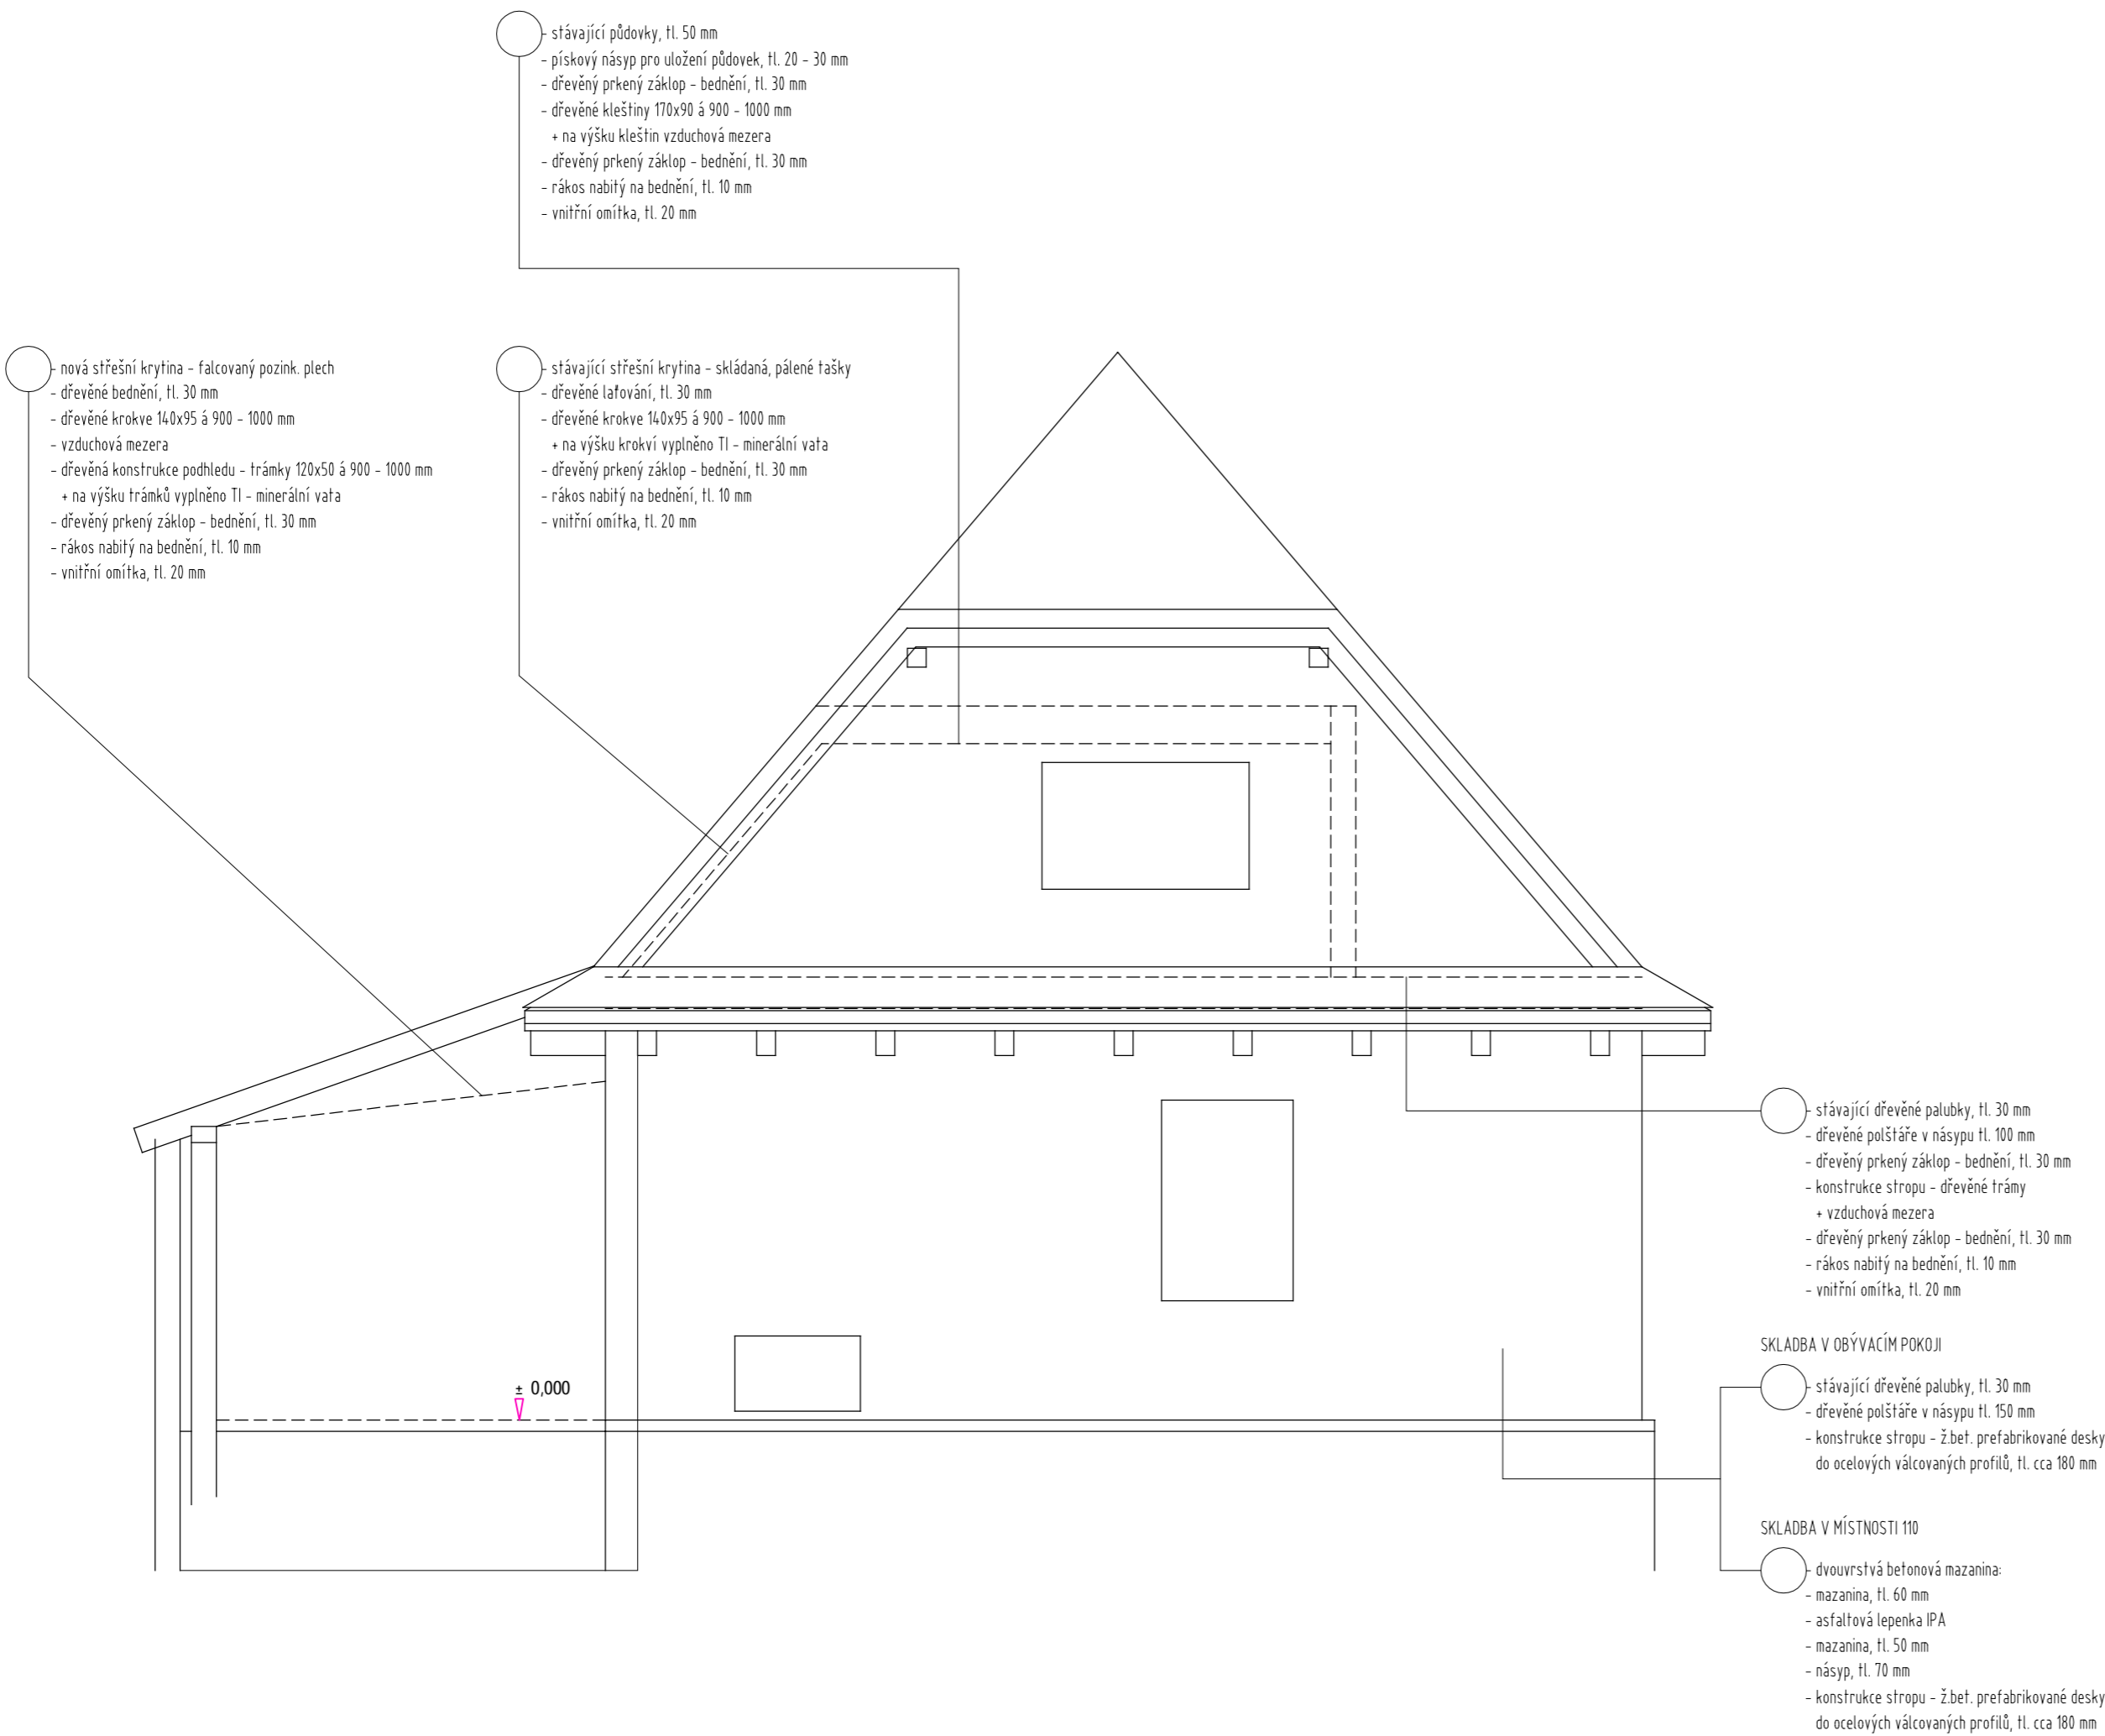 - stávající půdovky, tl. 50 mm
- pískový násyp pro uložení půdovek, tl. 20 - 30 mm
- dřevěný prkený záklop - bednění, tl. 30 mm
- dřevěné kleštiny 170x90 á 900 - 1000 mm
+ na výšku kleštin vzduchová mezera
- dřevěný prkený záklop - bednění, tl. 30 mm
- rákos nabitý na bednění, tl. 10 mm
- vnitřní omítka, tl. 20 mm
- nová střešní krytina - falcovaný pozink. plech
- dřevěné bednění, tl. 30 mm
- dřevěné krokve 140x95 á 900 - 1000 mm
- vzduchová mezera
- dřevěná konstrukce podhledu - trámky 120x50 á 900 - 1000 mm
+ na výšku trámků vyplněno TI - minerální vata
- dřevěný prkený záklop - bednění, tl. 30 mm
- rákos nabitý na bednění, tl. 10 mm
- vnitřní omítka, tl. 20 mm
- stávající střešní krytina - skládaná, pálené tašky
- dřevěné laťování, tl. 30 mm
- dřevěné krokve 140x95 á 900 - 1000 mm
+ na výšku krokví vyplněno TI - minerální vata
- dřevěný prkený záklop - bednění, tl. 30 mm
- rákos nabitý na bednění, tl. 10 mm
- vnitřní omítka, tl. 20 mm
- stávající dřevěné palubky, tl. 30 mm
- dřevěné polštáře v násypu tl. 100 mm
- dřevěný prkený záklop - bednění, tl. 30 mm
- konstrukce stropu - dřevěné trámy
+ vzduchová mezera
- dřevěný prkený záklop - bednění, tl. 30 mm
- rákos nabitý na bednění, tl. 10 mm
- vnitřní omítka, tl. 20 mm
SKLADBA V OBÝVACÍM POKOJI
- stávající dřevěné palubky, tl. 30 mm
- dřevěné polštáře v násypu tl. 150 mm
- konstrukce stropu - ž.bet. prefabrikované desky
do ocelových válcovaných profilů, tl. cca 180 mm
± 0,000
SKLADBA V MÍSTNOSTI 110
- dvouvrstvá betonová mazanina:
- mazanina, tl. 60 mm
- asfaltová lepenka IPA
- mazanina, tl. 50 mm
- násyp, tl. 70 mm
- konstrukce stropu - ž.bet. prefabrikované desky
do ocelových válcovaných profilů, tl. cca 180 mm